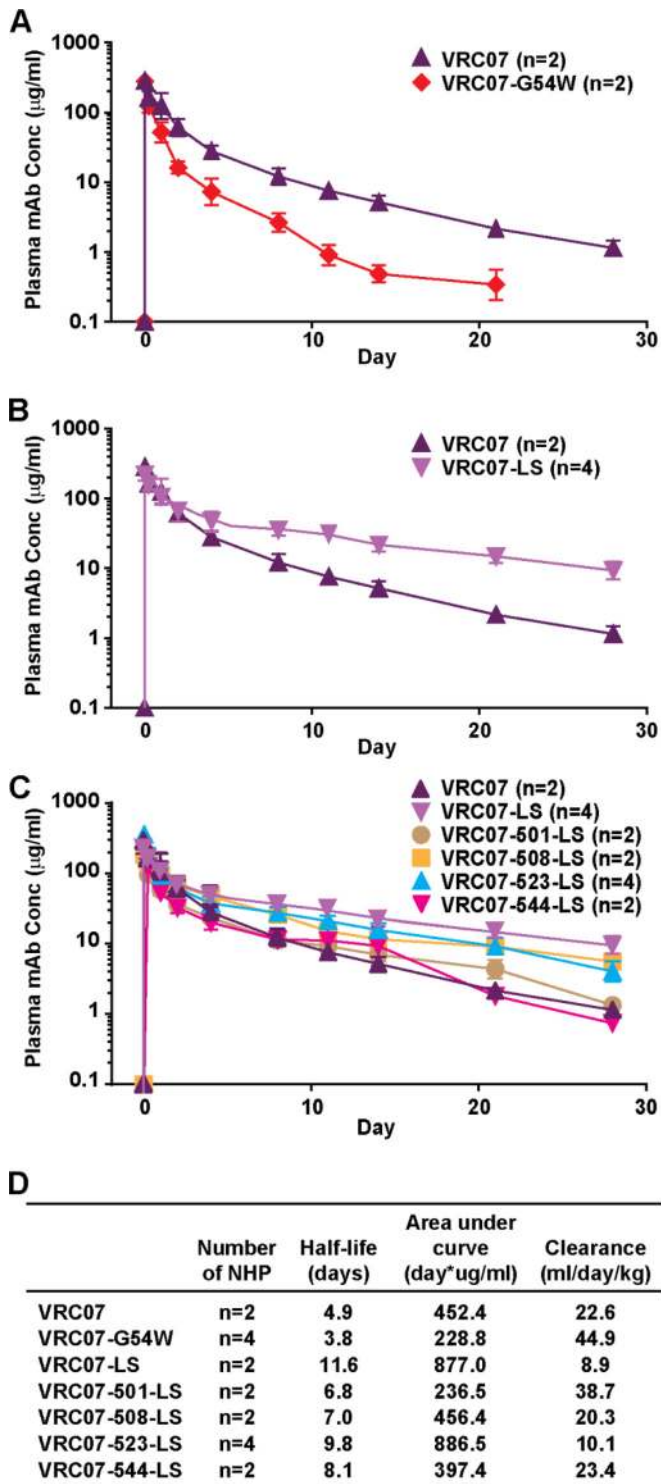 A
Plasma mAb Conc (µg/ml)
1000
100
10
1
0.1
0
10
20
30
Day
VRC07 (n=2)
VRC07-G54W (n=2)
B
Plasma mAb Conc (µg/ml)
1000
100
10
1
0.1
0
10
20
30
Day
VRC07 (n=2)
VRC07-LS (n=4)
C
Plasma mAb Conc (µg/ml)
1000
100
10
1
0.1
0
10
20
30
Day
VRC07 (n=2)
VRC07-LS (n=4)
VRC07-501-LS (n=2)
VRC07-508-LS (n=2)
VRC07-523-LS (n=4)
VRC07-544-LS (n=2)
D
Number of NHP Half-life (days) Area under curve (day*ug/ml) Clearance (ml/day/kg)
VRC07 n=2 4.9 452.4 22.6
VRC07-G54W n=4 3.8 228.8 44.9
VRC07-LS n=2 11.6 877.0 8.9
VRC07-501-LS n=2 6.8 236.5 38.7
VRC07-508-LS n=2 7.0 456.4 20.3
VRC07-523-LS n=4 9.8 886.5 10.1
VRC07-544-LS n=2 8.1 397.4 23.4